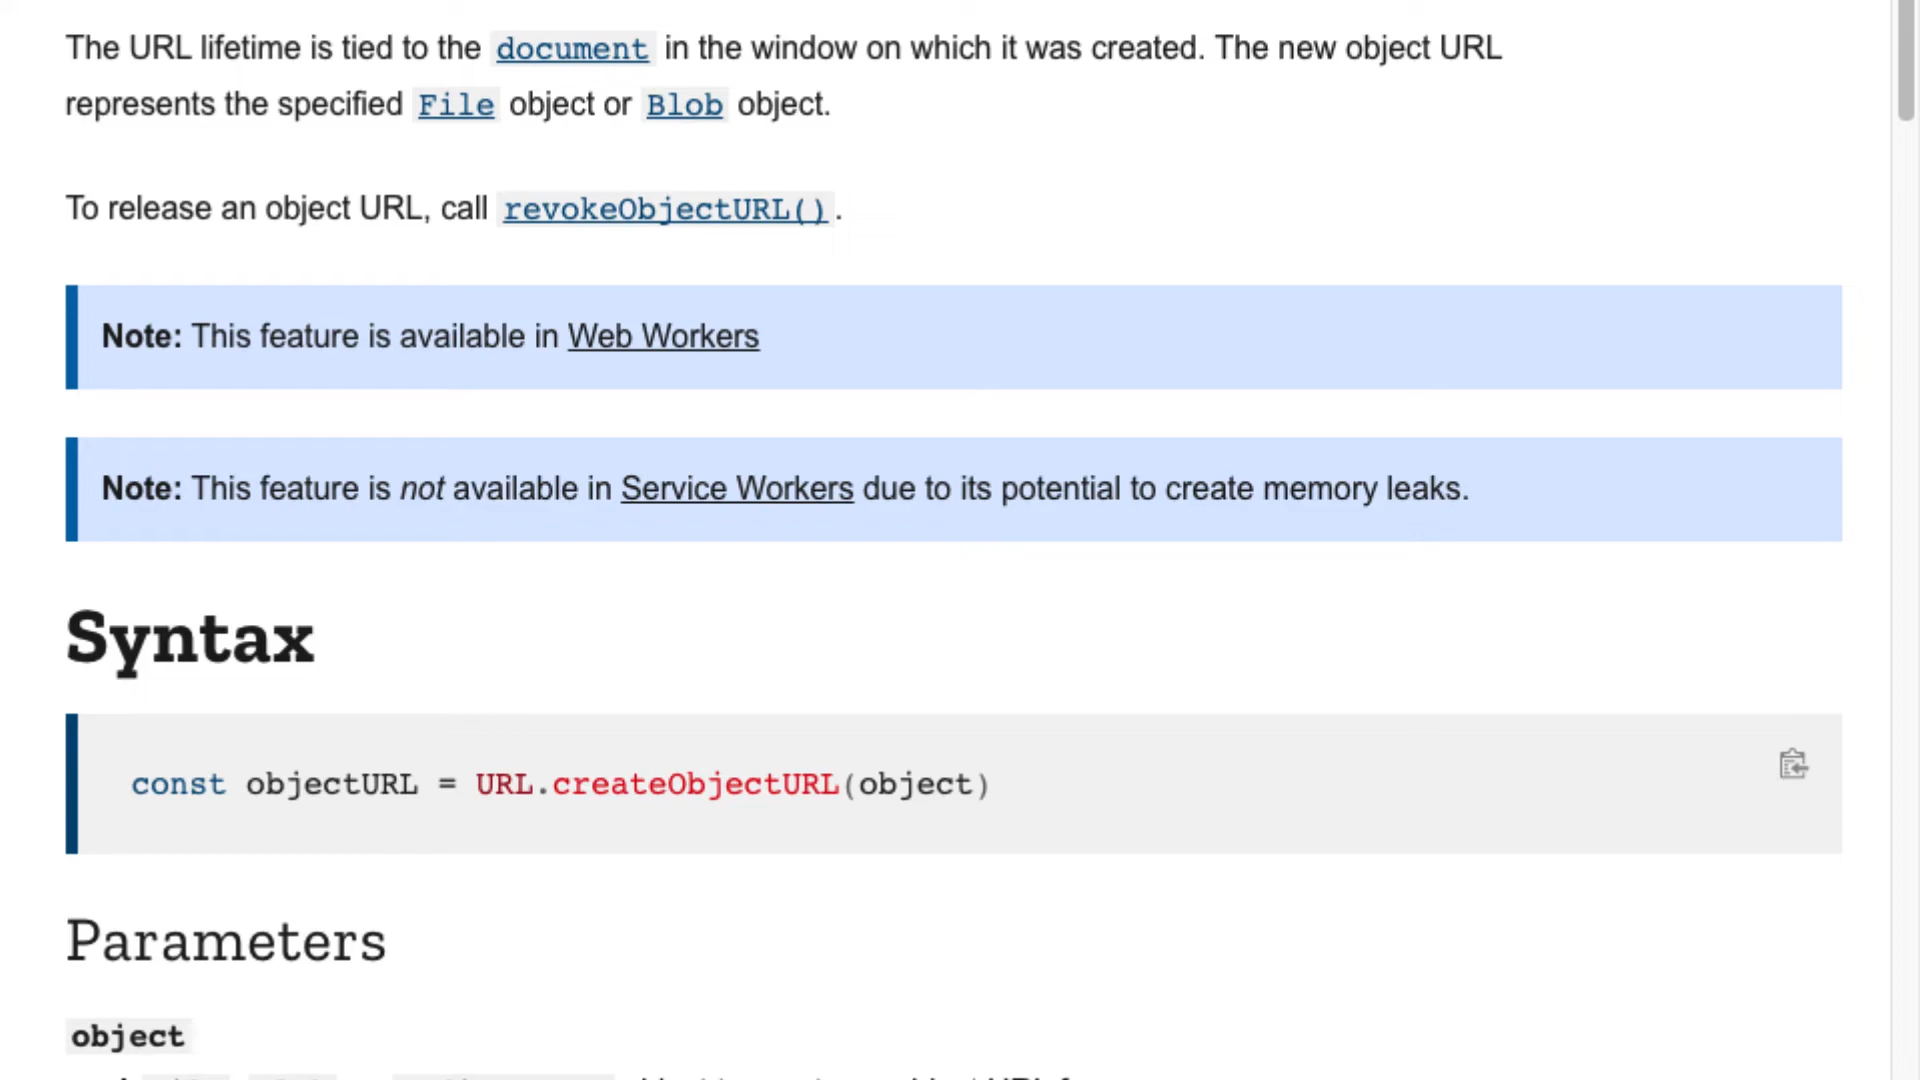 The URL lifetime is tied to the document in the window on which it was created. The new object URL
represents the specified File object or Blob object.
To release an object URL, call revokeObjectURL().
Note: This feature is available in Web Workers
Note: This feature is not available in Service Workers due to its potential to create memory leaks.
Syntax
const objectURL = URL.createObjectURL(object)
Parameters
object